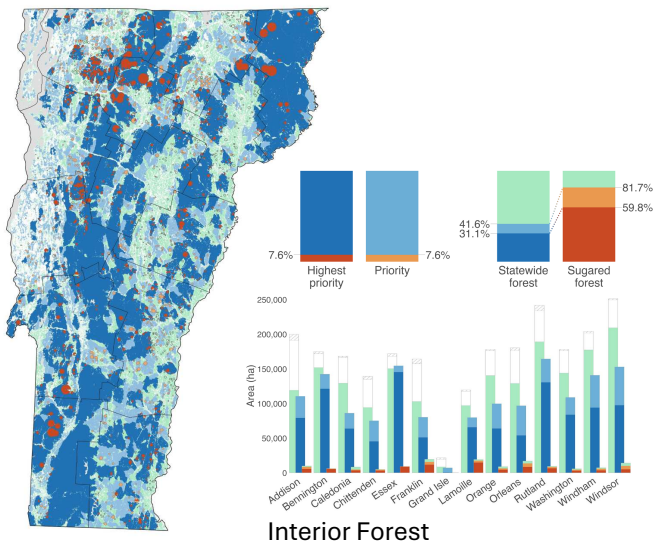 81.7%
59.8%
41.6%
31.1%
7.6%
7.6%
Highest
priority
Priority
Statewide
forest
Sugared
forest
250,000
200,000
150,000
100,000
50,000
0
Area (ha)
Addison
Bennington
Caledonia
Chittenden
Essex
Franklin
Grand Isle
Lamoille
Orange
Orleans
Rutland
Washington
Windham
Windsor
Interior Forest